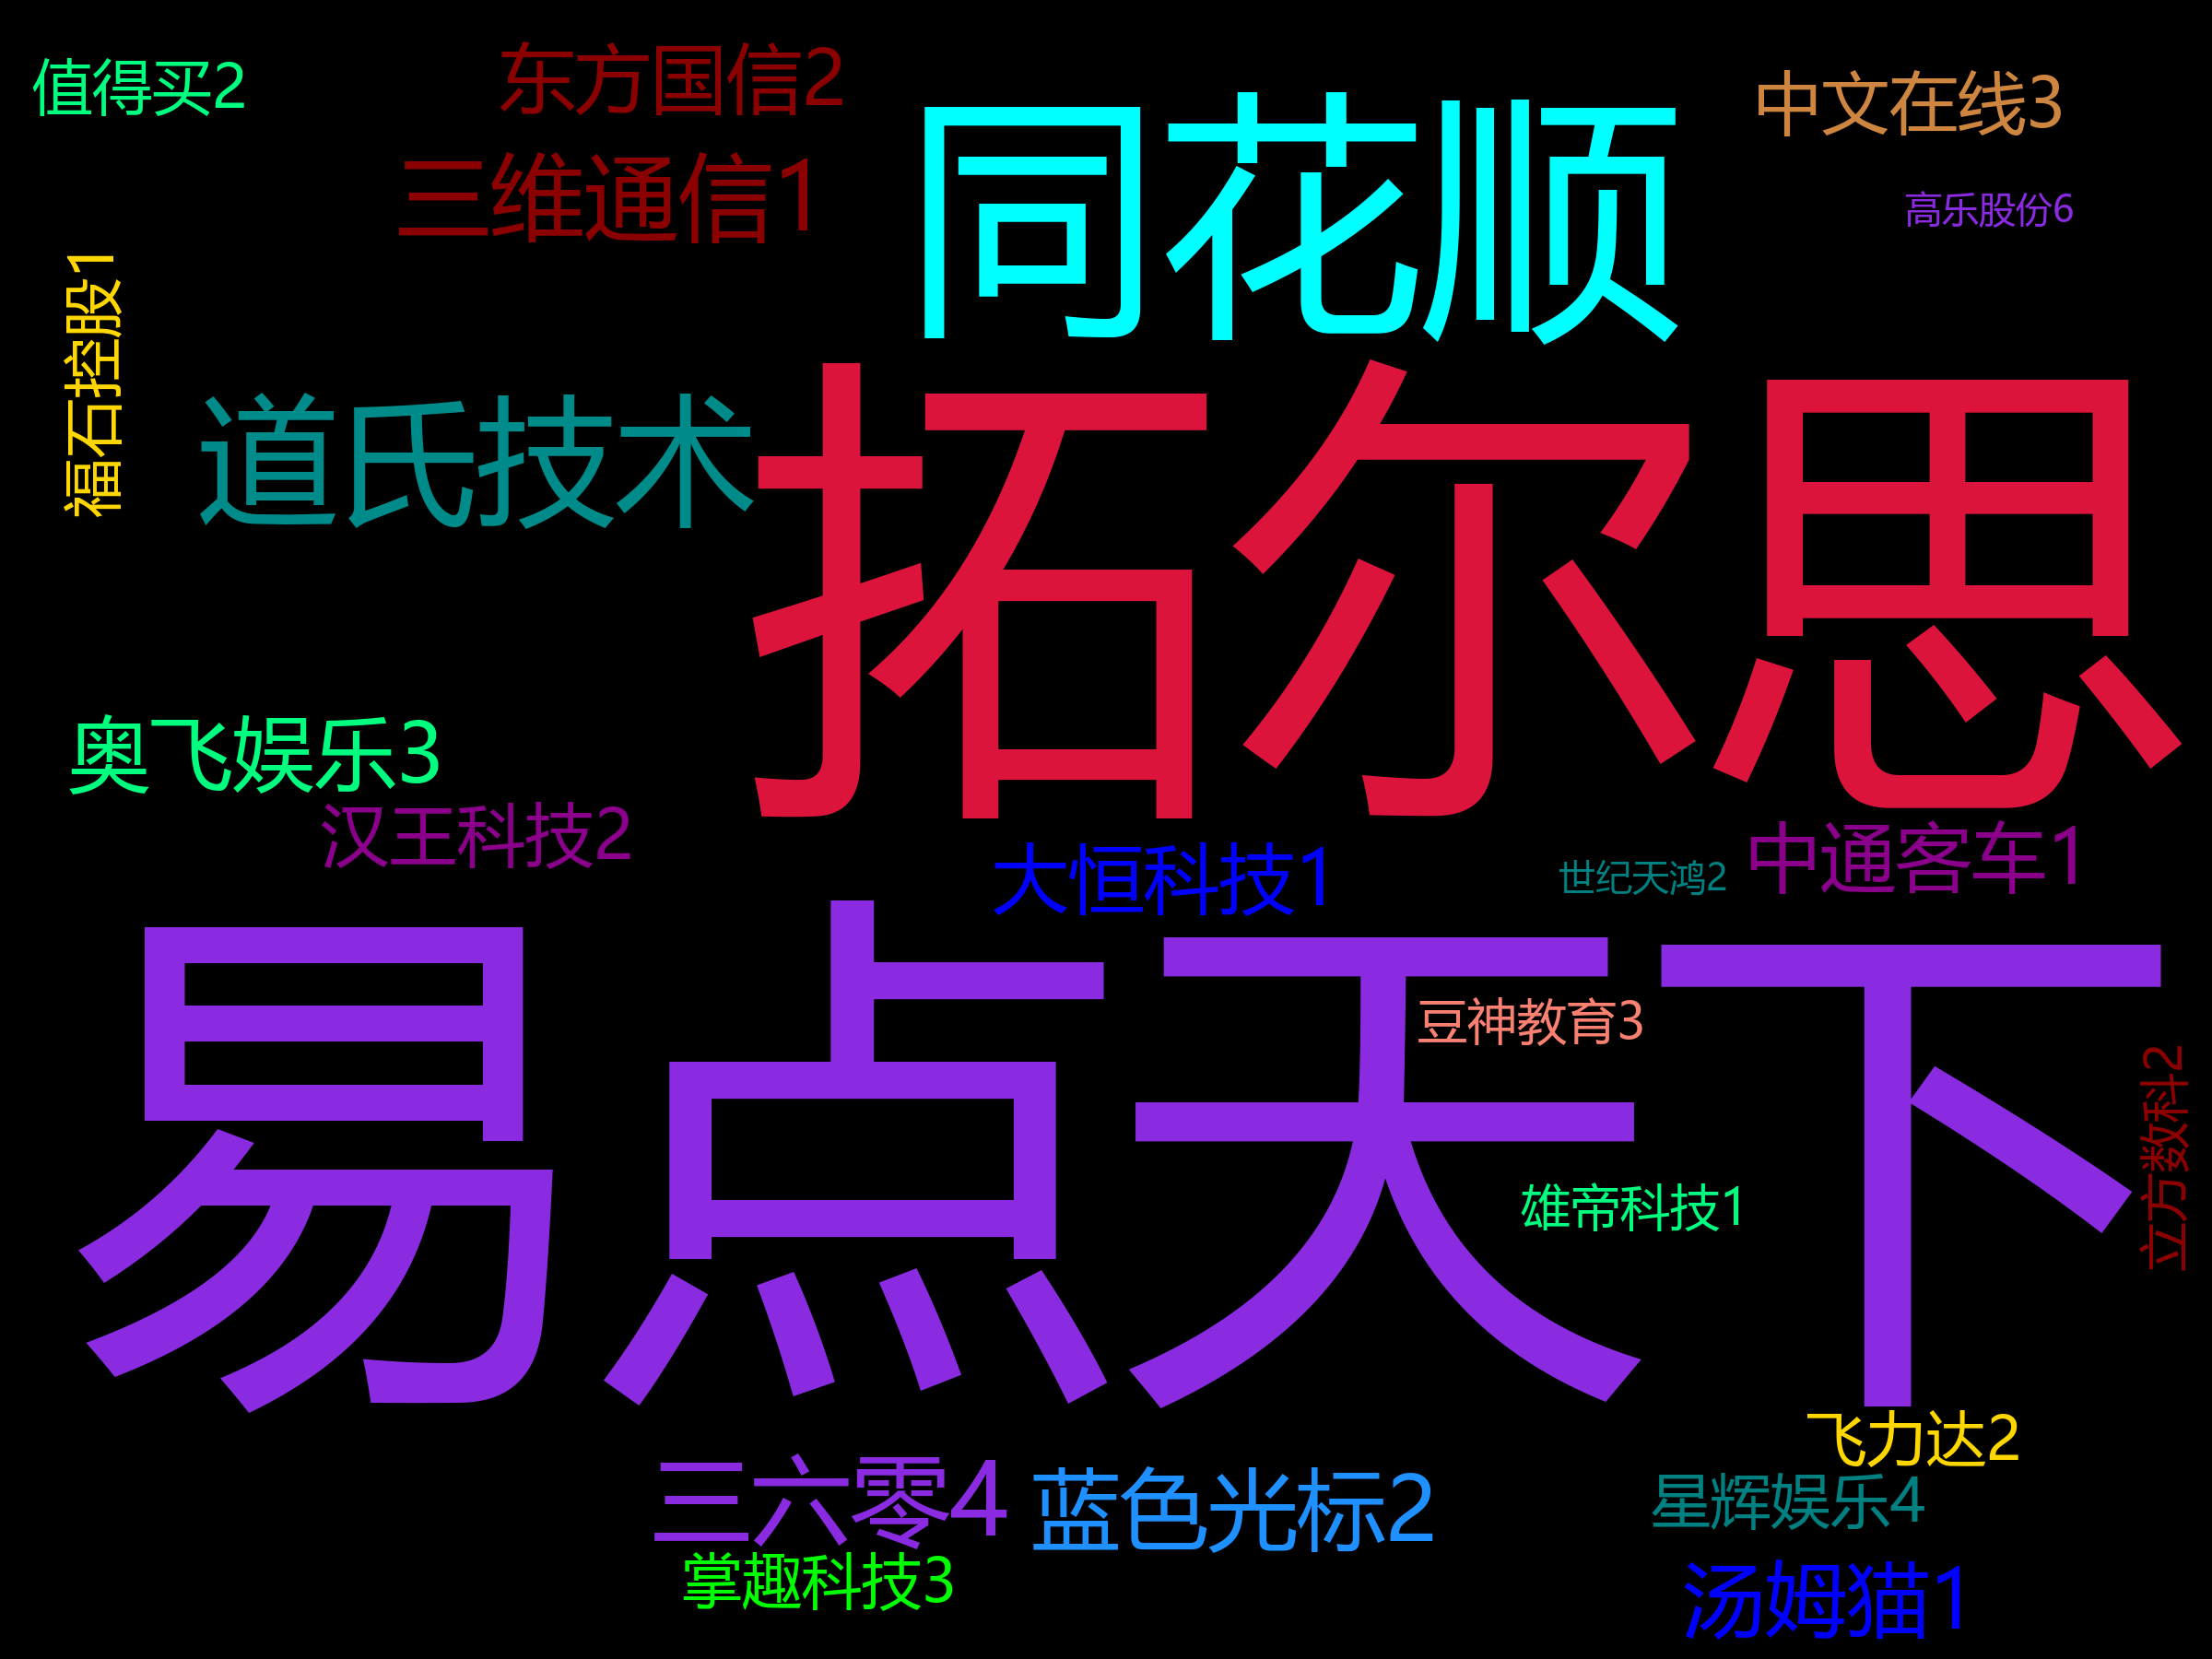 值得买2
东方国信2
中文在线3
同花顺
三维通信1
高乐股份6
福石控股1
道氏技术
拓尔思
奥飞娱乐3
汉王科技2
大恒科技1
世纪天鸿2
中通客车1
易点天下
豆神教育3
雄帝科技1
立方数科2
飞力达2
三六零4
蓝色光标2
星辉娱乐4
掌趣科技3
汤姆猫1